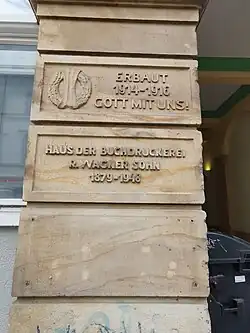 ERBAUT
1914-1916
GOTT MIT UNS!
HAUS DER BUCHDRUCKEREI
R. WAGNER SOHN
1879-1948